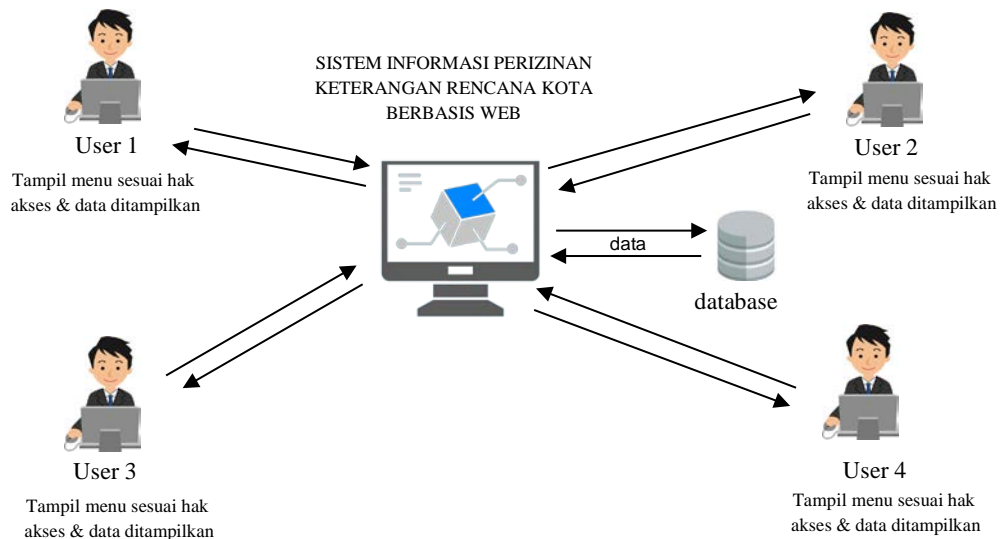 SISTEM INFORMASI PERIZINAN
KETERANGAN RENCANA KOTA
BERBASIS WEB
User 1
Tampil menu sesuai hak
akses & data ditampilkan
User 2
Tampil menu sesuai hak
akses & data ditampilkan
data
database
User 3
Tampil menu sesuai hak
akses & data ditampilkan
User 4
Tampil menu sesuai hak
akses & data ditampilkan